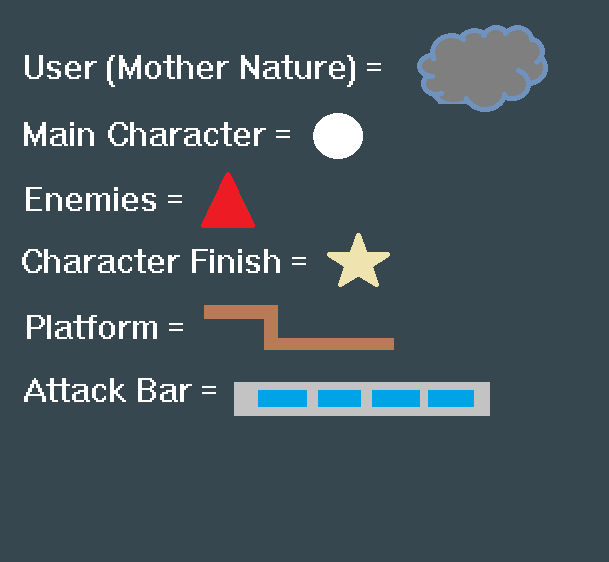 User (Mother Nature) =
Main Character =
Enemies =
Character Finish =
Platform =
Attack Bar =